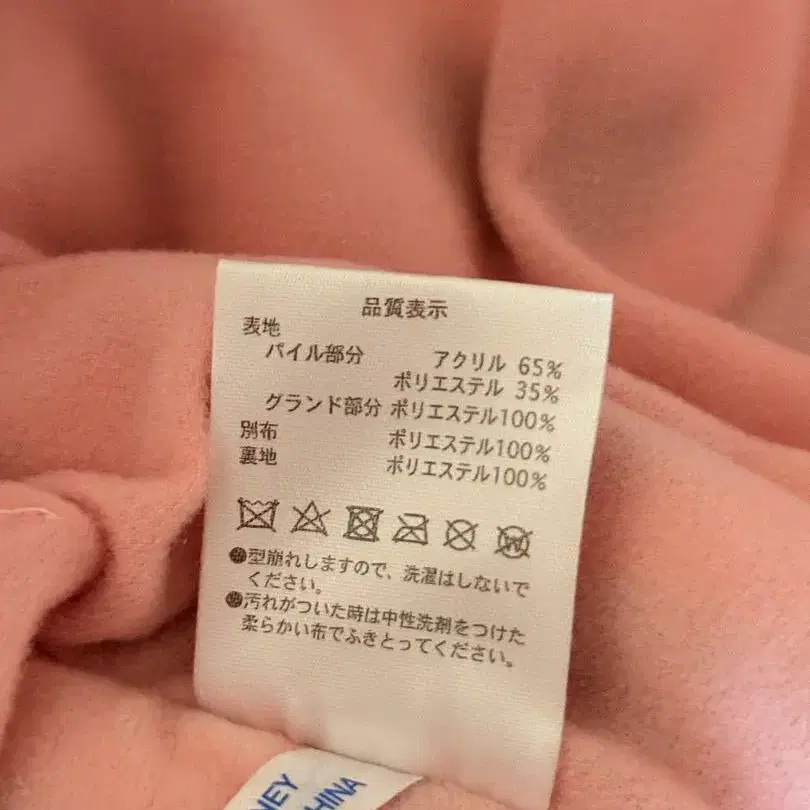 品質表示
表地
パイル部分 アクリル 65%
ポリエステル 35%
グランド部分 ポリエステル100%
別布 ポリエステル100%
裏地 ポリエステル100%
W
●型崩れしますので、洗濯はしないで
ください。
●汚れがついた時は中性洗剤をつけた
柔らかい布でふきとってください。